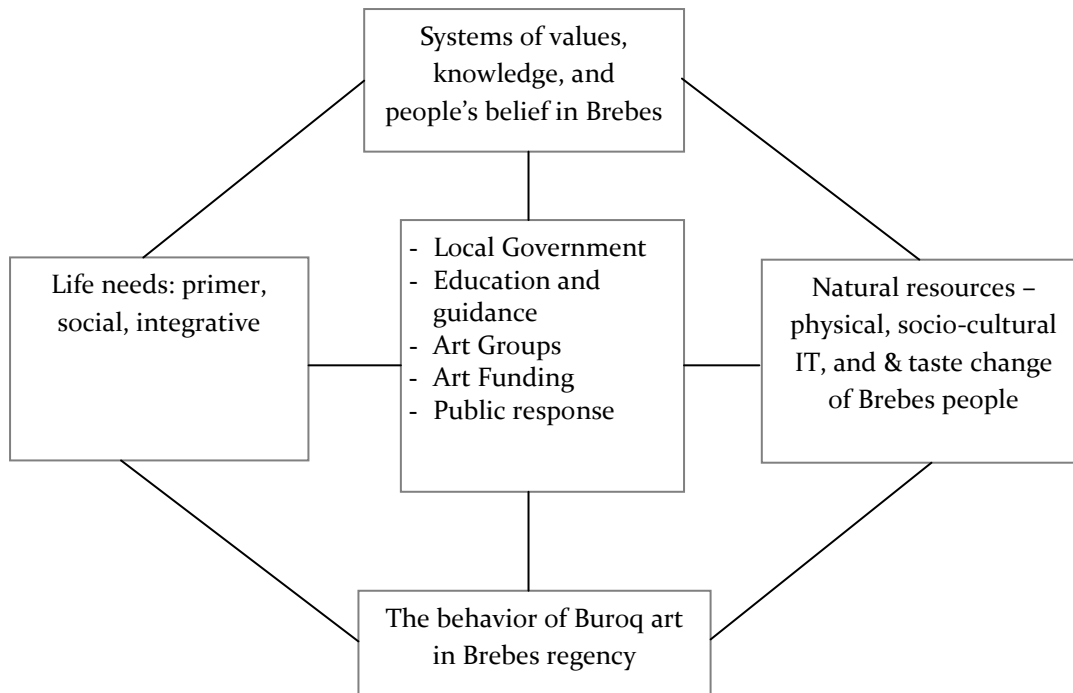 Systems of values,
knowledge, and
people’s belief in Brebes
- Local Government
- Education and
guidance
- Art Groups
- Art Funding
- Public response
Life needs: primer,
social, integrative
Natural resources –
physical, socio-cultural
IT, and & taste change
of Brebes people
The behavior of Buroq art
in Brebes regency